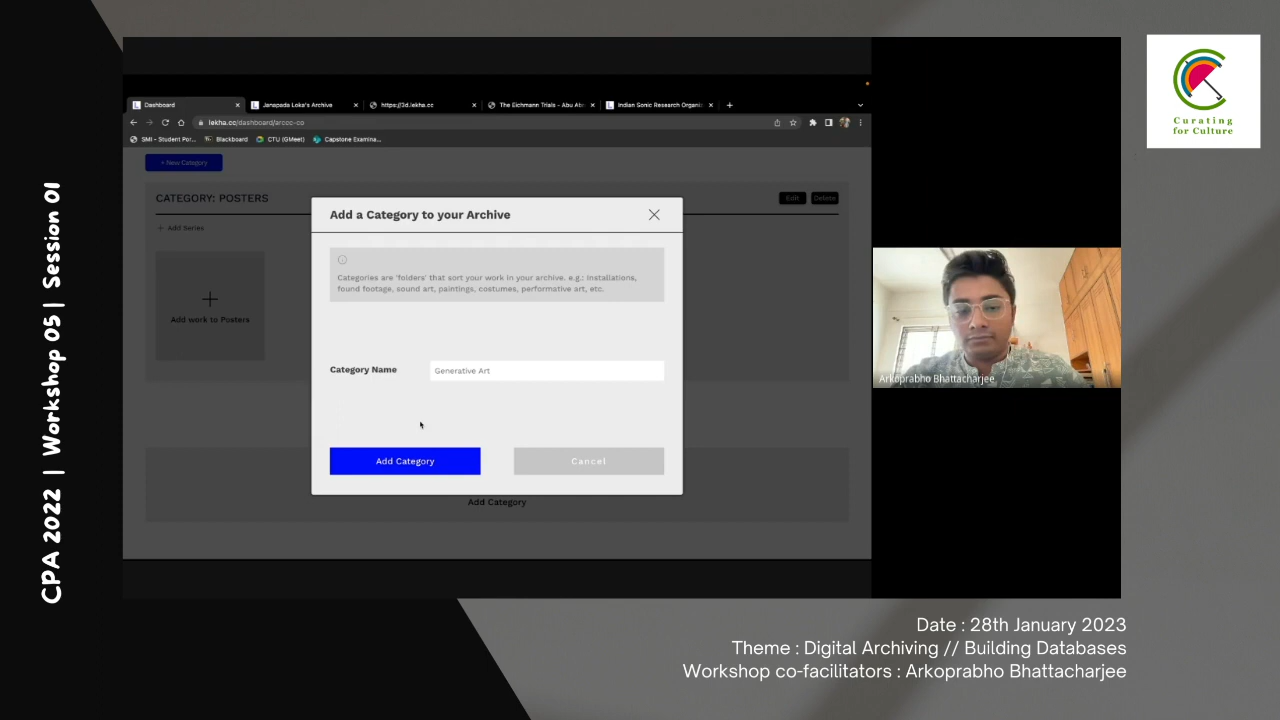 CPA 2022 | Workshop 05 | Session 01
Dashboard
Janapada Loka's Archive
https://3d.lekha.cc
The Eichmann Trials - Abu Abr
Indian Sonic Research Organiz
lekha.cc/dashboard/arccc-co
SMI - Student Por...
Blackboard
CTU (GMeet)
Capstone Examina...
+ New Category
CATEGORY: POSTERS
Edit
Delete
+ Add Series
Add work to Posters
Add a Category to your Archive
Categories are 'folders' that sort your work in your archive. e.g.: Installations,
found footage, sound art, paintings, costumes, performative art, etc.
Category Name
Generative Art
Add Category
Cancel
Add Category
Arkoprabho Bhattacharjee
Curating
for Culture
Date : 28th January 2023
Theme : Digital Archiving // Building Databases
Workshop co-facilitators : Arkoprabho Bhattacharjee